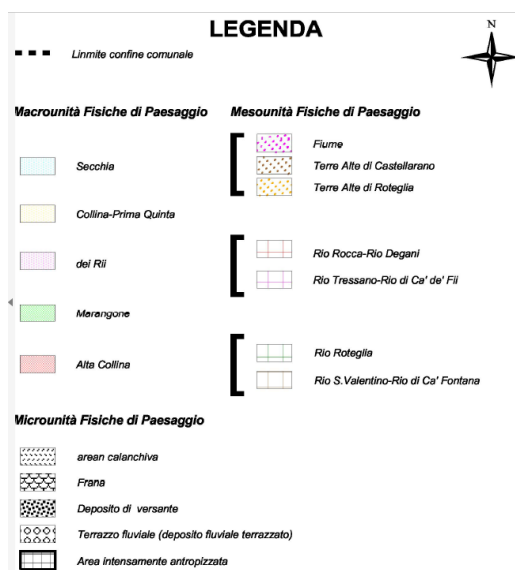 LEGENDA
N
Linmite confine comunale
Macrounità Fisiche di Paesaggio
Mesounità Fisiche di Paesaggio
Fiume
Secchia
Terre Alte di Castellarano
Terre Alte di Roteglia
Collina-Prima Quinta
Rio Rocca-Rio Degani
dei Rii
Rio Tressano-Rio di Ca' de' Fii
Marangone
Rio Roteglia
Alta Collina
Rio S.Valentino-Rio di Ca' Fontana
Microunità Fisiche di Paesaggio
arean calanchiva
Frana
Deposito di versante
Terrazzo fluviale (deposito fluviale terrazzato)
Area intensamente antropizzata